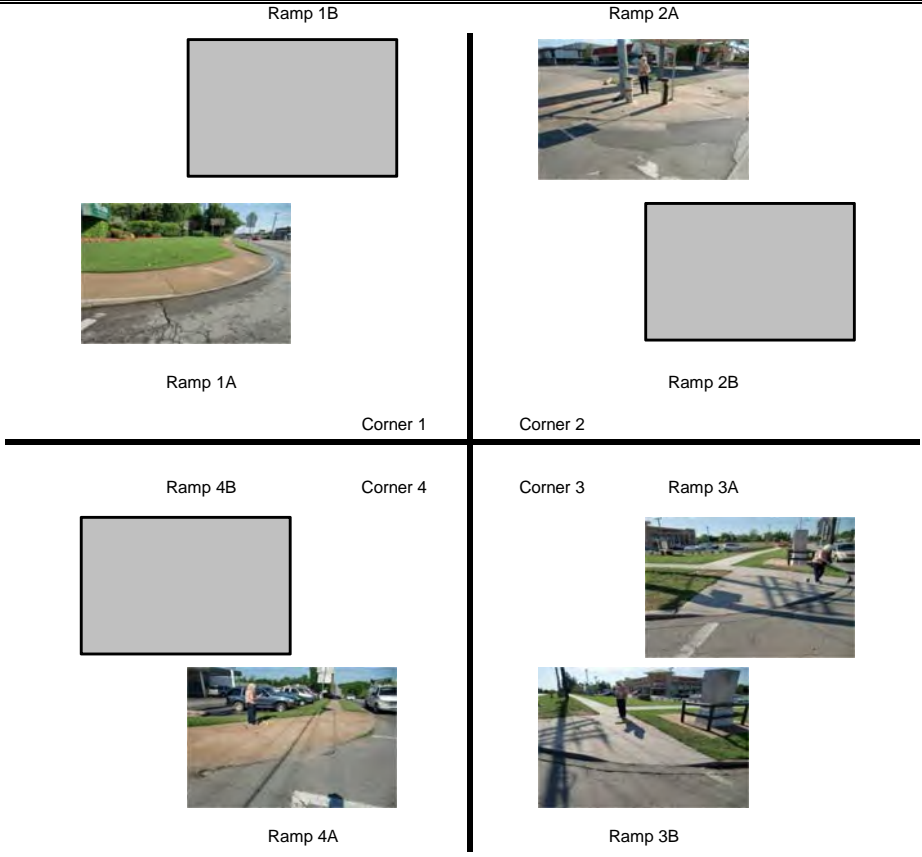 Ramp 1B Ramp 2A
Ramp 1A Ramp 2B
Corner 1 Corner 2
Ramp 4B Corner 4 Corner 3 Ramp 3A
Ramp 4A Ramp 3B